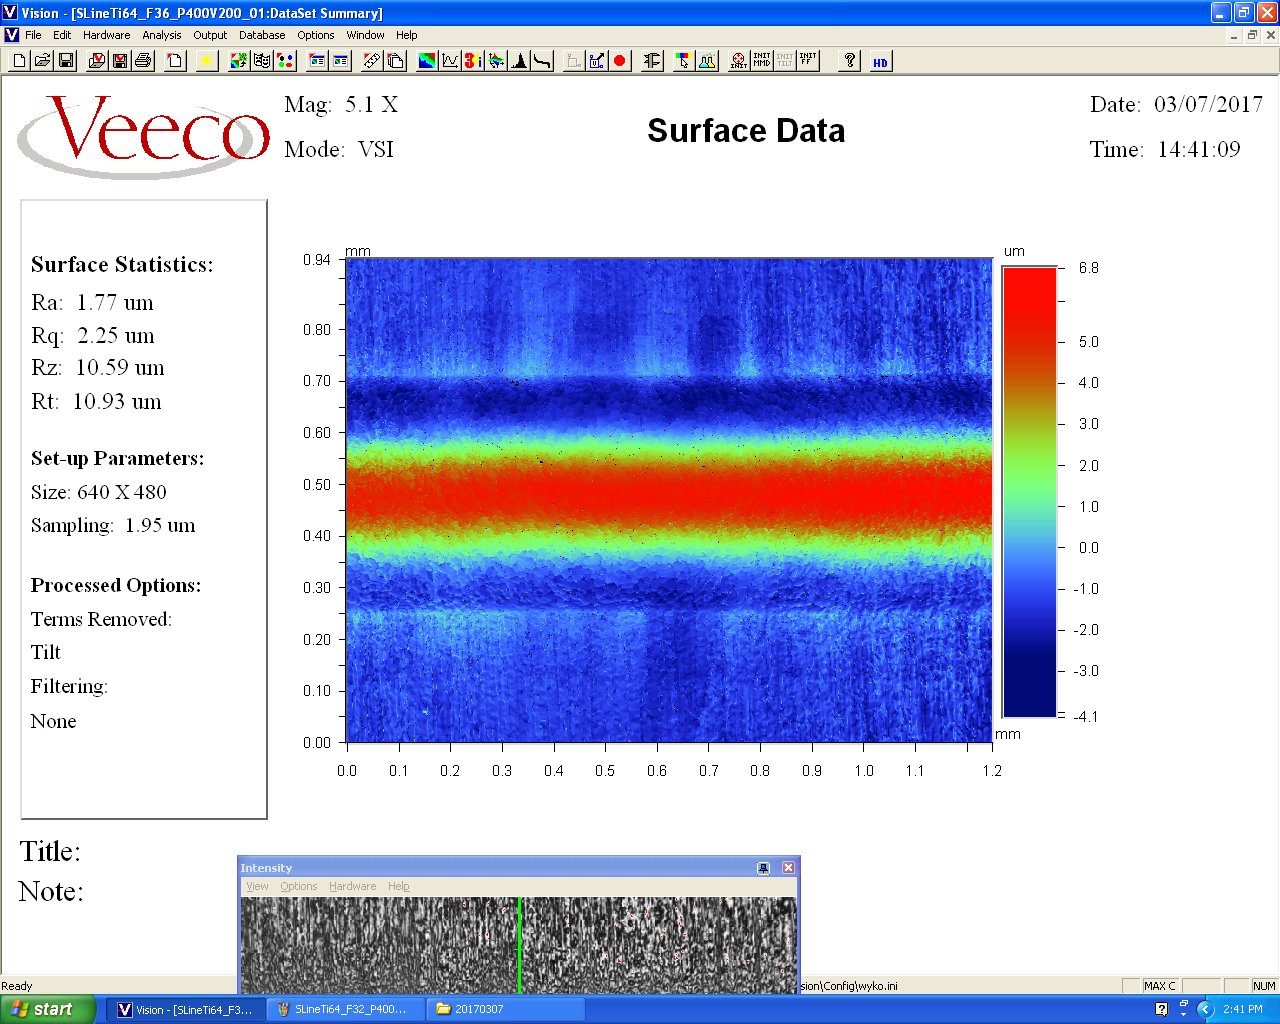 Vision - [SLineTi64_F36_P400V200_01:DataSet Summary]
File Edit Hardware Analysis Output Database Options Window Help
INIT INIT MMD INIT TILT INIT FF ? HD
Veeco
Mag: 5.1 X
Mode: VSI
Surface Data
Date: 03/07/2017
Time: 14:41:09
Surface Statistics:
Ra: 1.77 um
Rq: 2.25 um
Rz: 10.59 um
Rt: 10.93 um
Set-up Parameters:
Size: 640 X 480
Sampling: 1.95 um
Processed Options:
Terms Removed:
Tilt
Filtering:
None
mm
0.94
0.80
0.70
0.60
0.50
0.40
0.30
0.20
0.10
0.00
0.0 0.1 0.2 0.3 0.4 0.5 0.6 0.7 0.8 0.9 1.0 1.1 1.2
mm
um
6.8
5.0
4.0
3.0
2.0
1.0
0.0
-1.0
-2.0
-3.0
-4.1
Title:
Note:
Intensity
View Options Hardware Help
Ready
sion\Config\wyko.ini
MAX C
NUM
start
Vision - [SLineTi64_F3...
SLineTi64_F32_P400...
20170307
2:41 PM